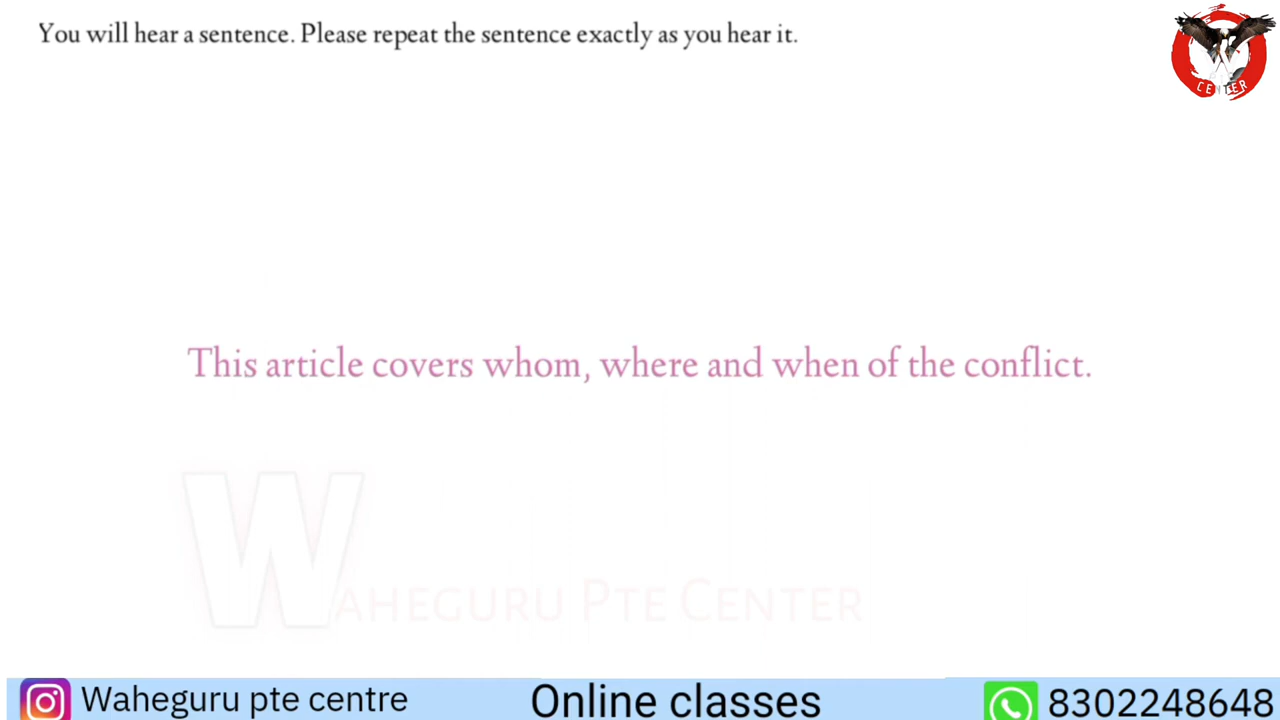 You will hear a sentence. Please repeat the sentence exactly as you hear it.
CENTER
This article covers whom, where and when of the conflict.
WAHEGURU PTE CENTER
Waheguru pte centre
Online classes
8302248648